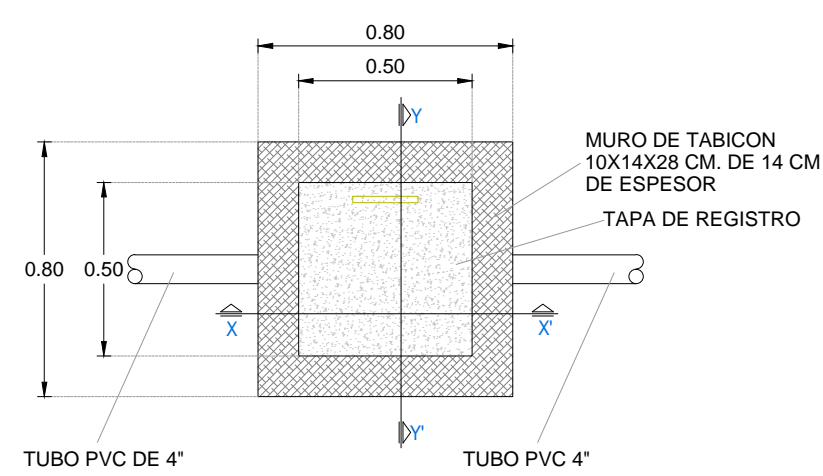 0.80
0.50
Y
MURO DE TABICON
10X14X28 CM. DE 14 CM
DE ESPESOR
TAPA DE REGISTRO
0.80
0.50
X
X'
Y'
TUBO PVC DE 4"
TUBO PVC 4"